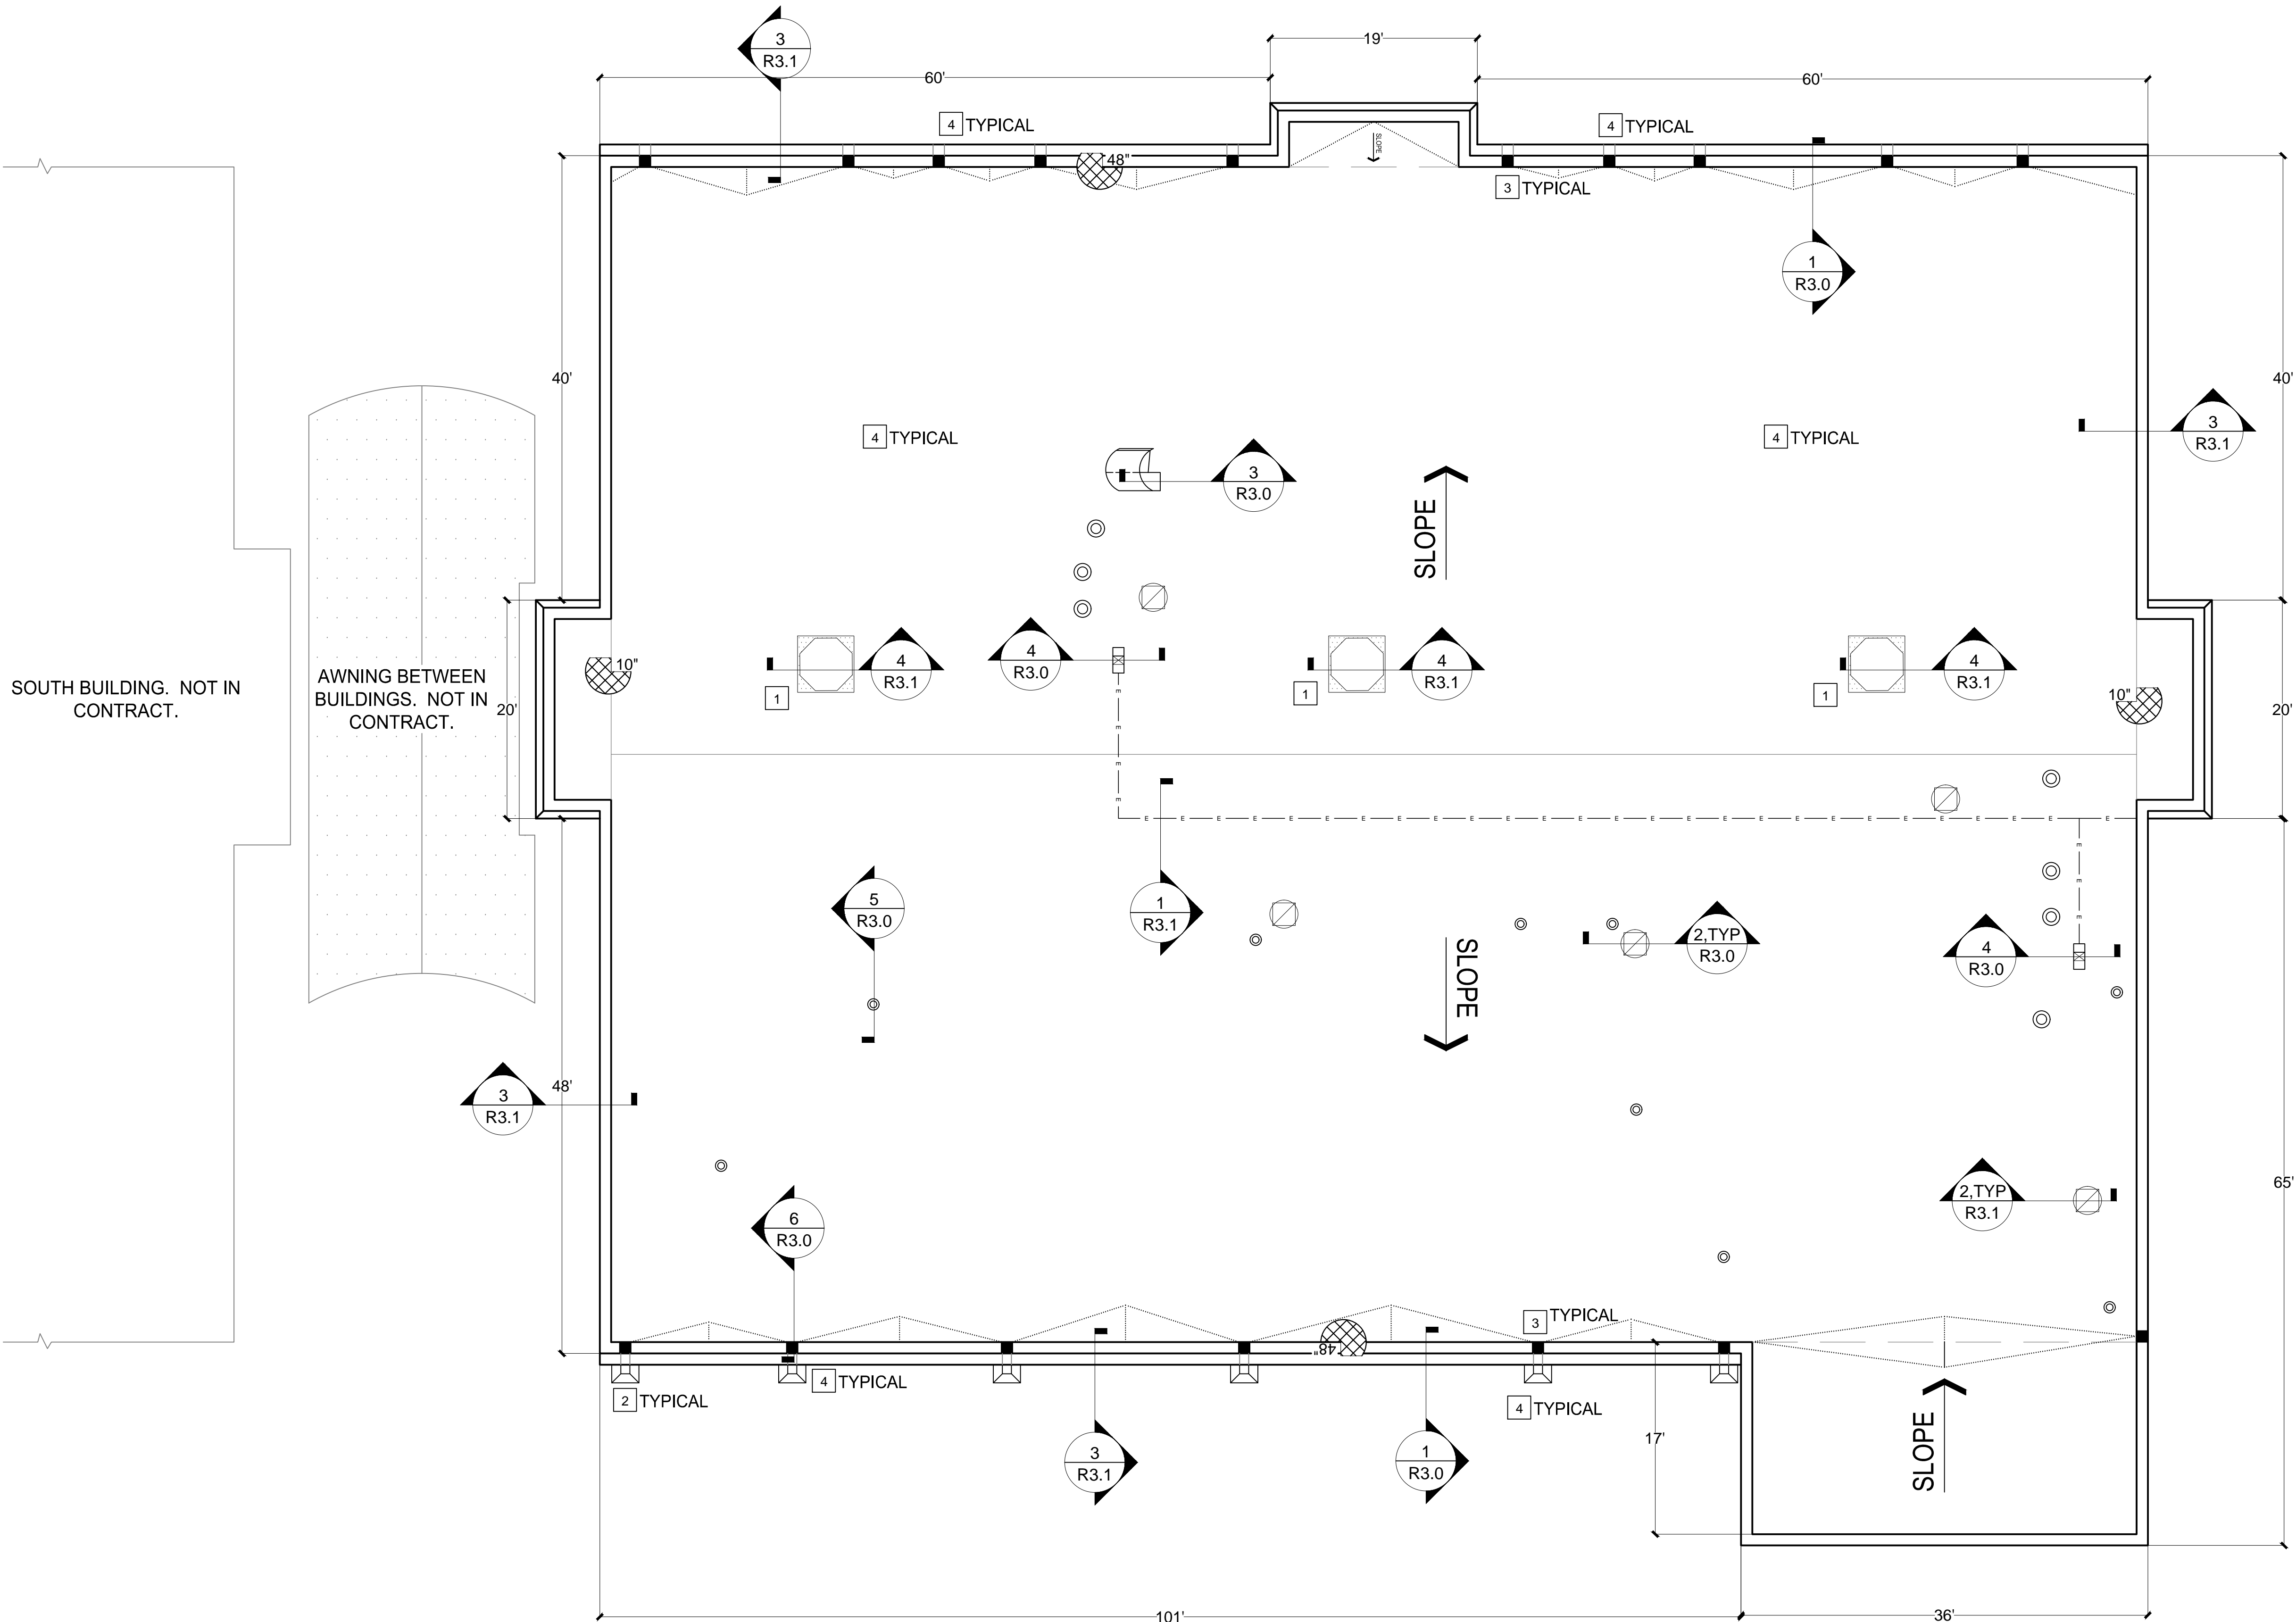 19'
3
R3.1
60'
60'
4 TYPICAL
4 TYPICAL
SLOPE
48"
3 TYPICAL
1
R3.0
40'
40'
3
R3.1
4 TYPICAL
4 TYPICAL
3
R3.0
SLOPE
4
R3.1
4
R3.0
4
R3.1
4
R3.1
10"
10"
1
1
1
SOUTH BUILDING.  NOT IN
CONTRACT.
AWNING BETWEEN
BUILDINGS.  NOT IN
CONTRACT.
20'
20'
m
m
m
m
E E E E E E E E E E E E E E E E E E E E E E E E E E E
m
m
m
5
R3.0
1
R3.1
SLOPE
2,TYP
R3.0
4
R3.0
3
R3.1
48'
65'
2,TYP
R3.1
6
R3.0
3 TYPICAL
48"
4 TYPICAL
2 TYPICAL
4 TYPICAL
17'
SLOPE
3
R3.1
1
R3.0
101'
36'